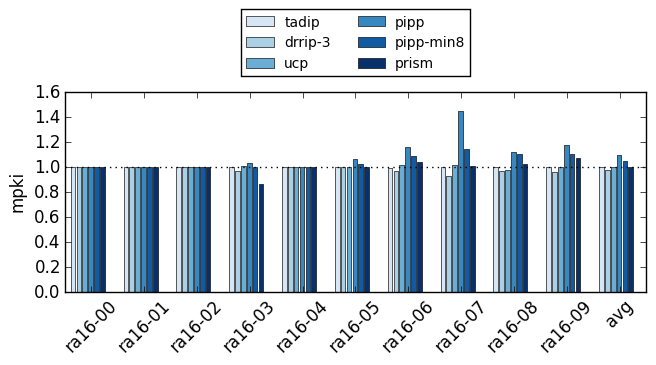 tadip pipp
drrip-3 pipp-min8
ucp prism
1.6
1.4
1.2
1.0
0.8
0.6
0.4
0.2
0.0
mpki
ra16-00 ra16-01 ra16-02 ra16-03 ra16-04 ra16-05 ra16-06 ra16-07 ra16-08 ra16-09 avg